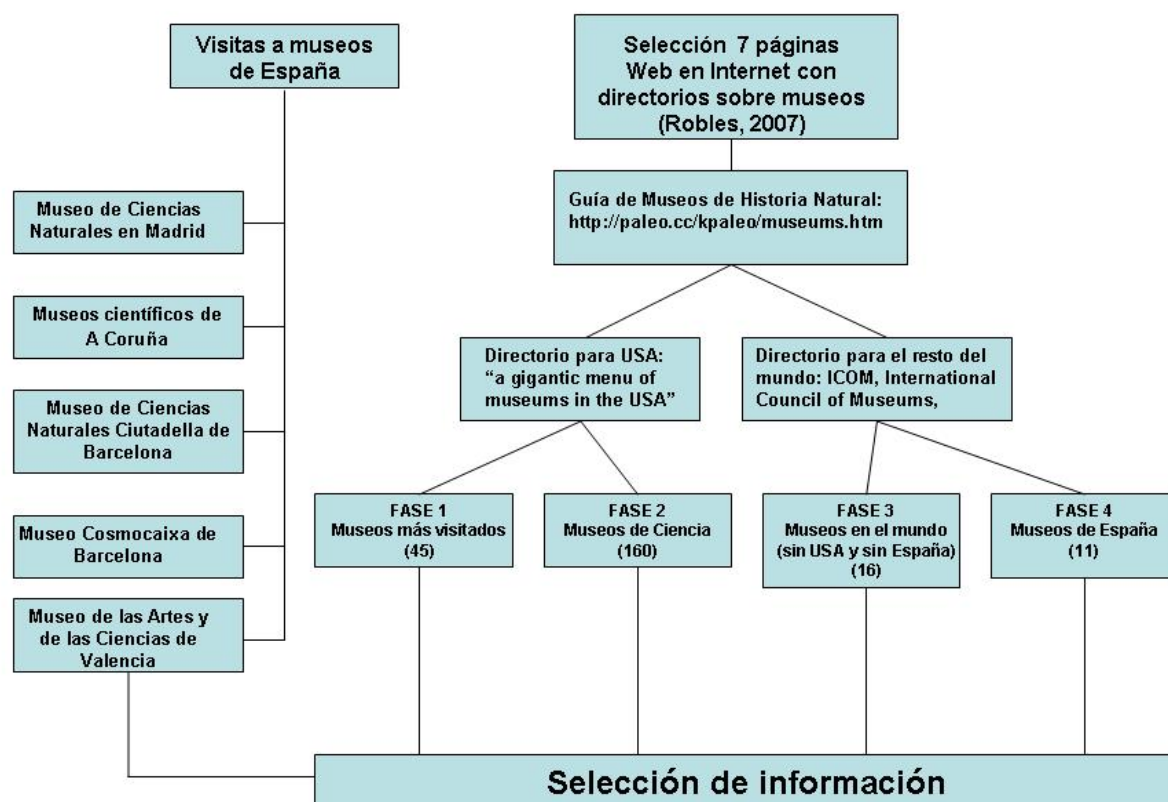 Visitas a museos
de España
Museo de Ciencias
Naturales en Madrid
Museos científicos de
A Coruña
Museo de Ciencias
Naturales Ciutadella de
Barcelona
Museo Cosmocaixa de
Barcelona
Museo de las Artes y
de las Ciencias de
Valencia
Selección 7 páginas
Web en Internet con
directorios sobre museos
(Robles, 2007)
Guía de Museos de Historia Natural:
http://paleo.cc/kpaleo/museums.htm
Directorio para USA:
“a gigantic menu of
museums in the USA”
Directorio para el resto del
mundo: ICOM, International
Council of Museums,
FASE 1
Museos más visitados
(45)
FASE 2
Museos de Ciencia
(160)
FASE 3
Museos en el mundo
(sin USA y sin España)
(16)
FASE 4
Museos de España
(11)
Selección de información